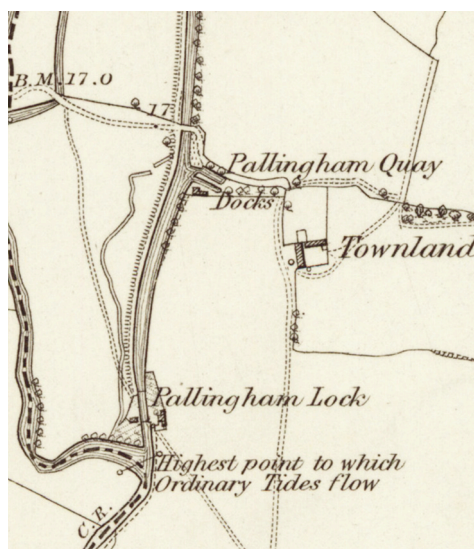 B.M.17.0
17
Pallingham Quay
Docks
Townland
Pallingham Lock
Highest point to which
Ordinary Tides flow
C.R.